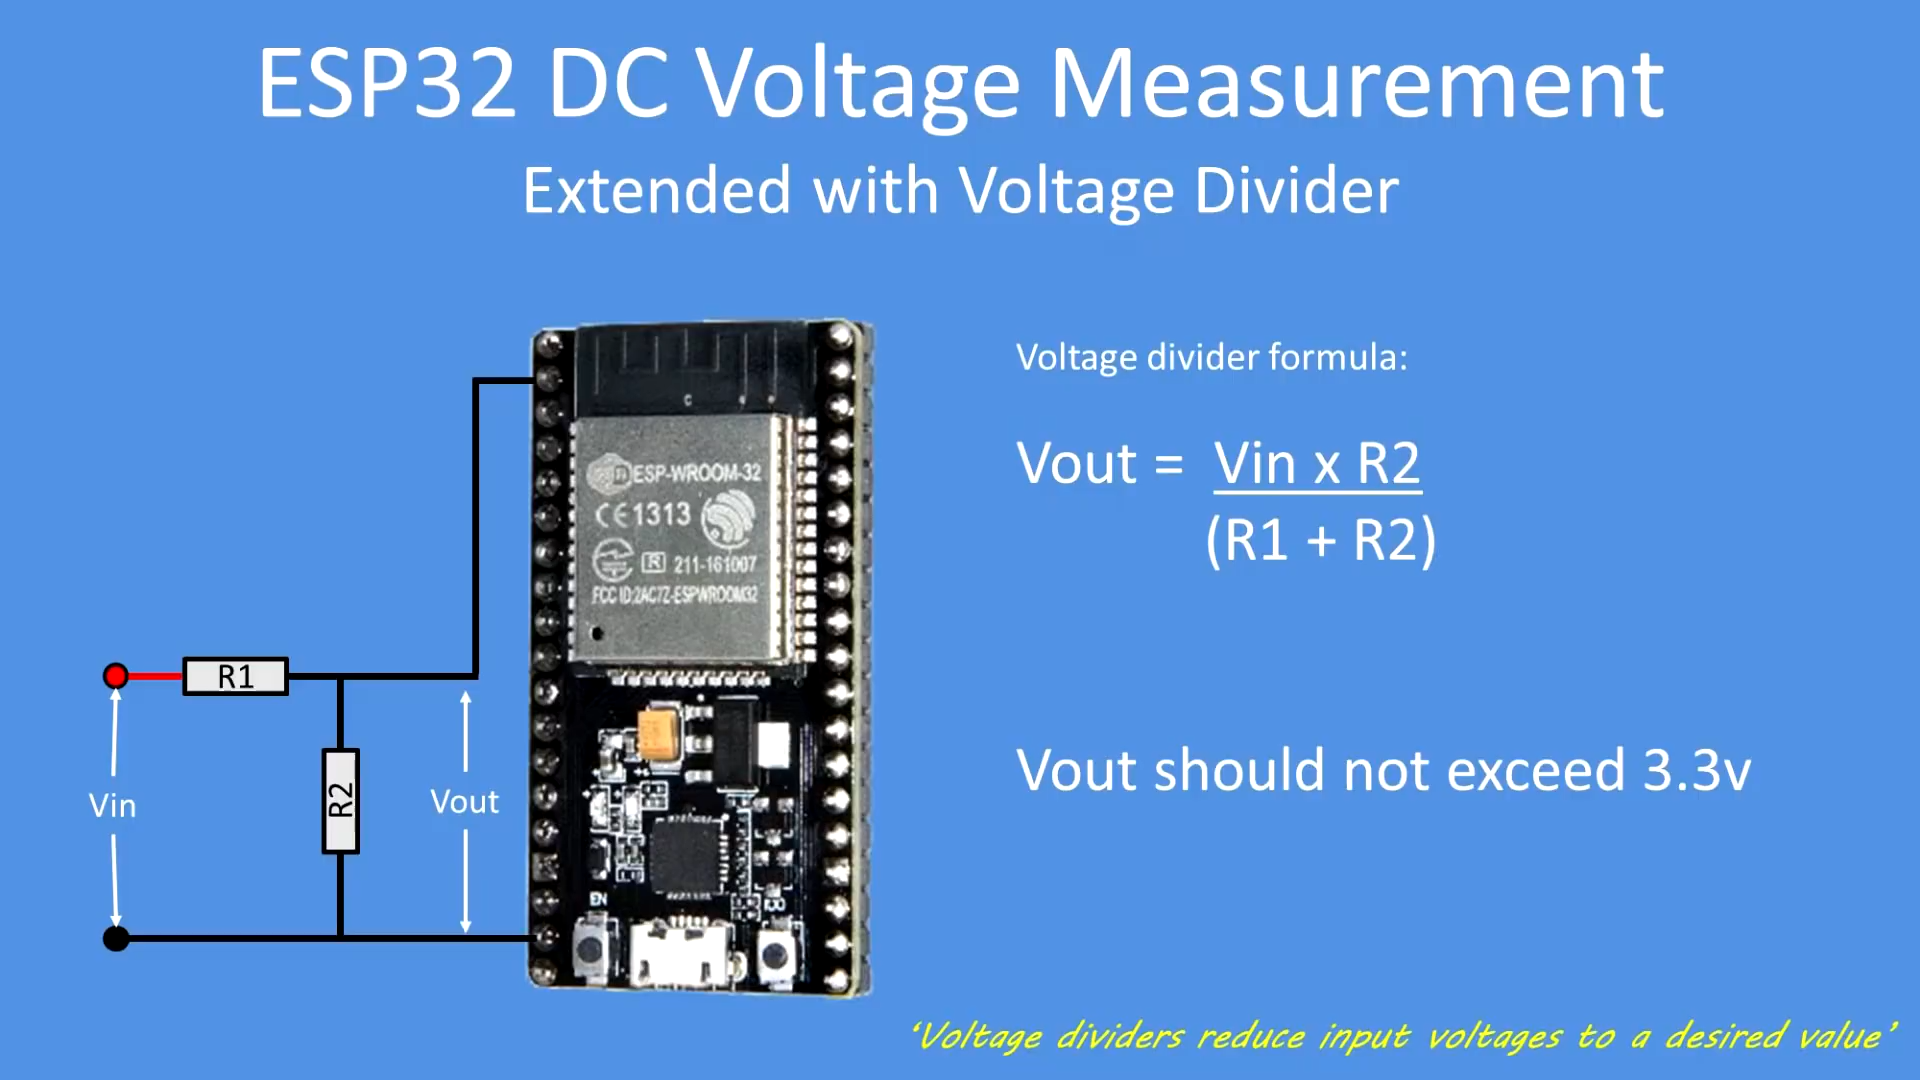 ESP32 DC Voltage Measurement
Extended with Voltage Divider
Voltage divider formula:
Vout = Vin x R2
(R1 + R2)
ESP-WROOM-32
CE1313
R 211-161007
FCC ID:2AC7Z-ESPWROOM32
R1
R2
Vin
Vout
Vout should not exceed 3.3v
EN
IO0
‘Voltage dividers reduce input voltages to a desired value’